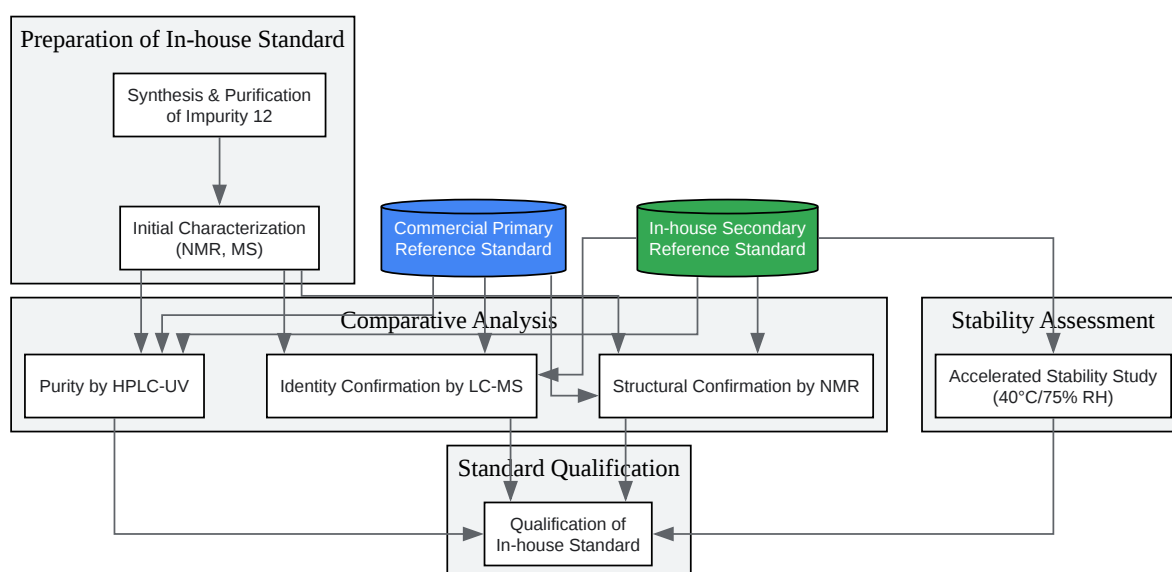 Preparation of In-house Standard
Synthesis & Purification
of Impurity 12
Initial Characterization
(NMR, MS)
Commercial Primary
Reference Standard
In-house Secondary
Reference Standard
Comparative Analysis
Stability Assessment
Purity by HPLC-UV
Identity Confirmation by LC-MS
Structural Confirmation by NMR
Accelerated Stability Study
(40°C/75% RH)
Standard Qualification
Qualification of
In-house Standard